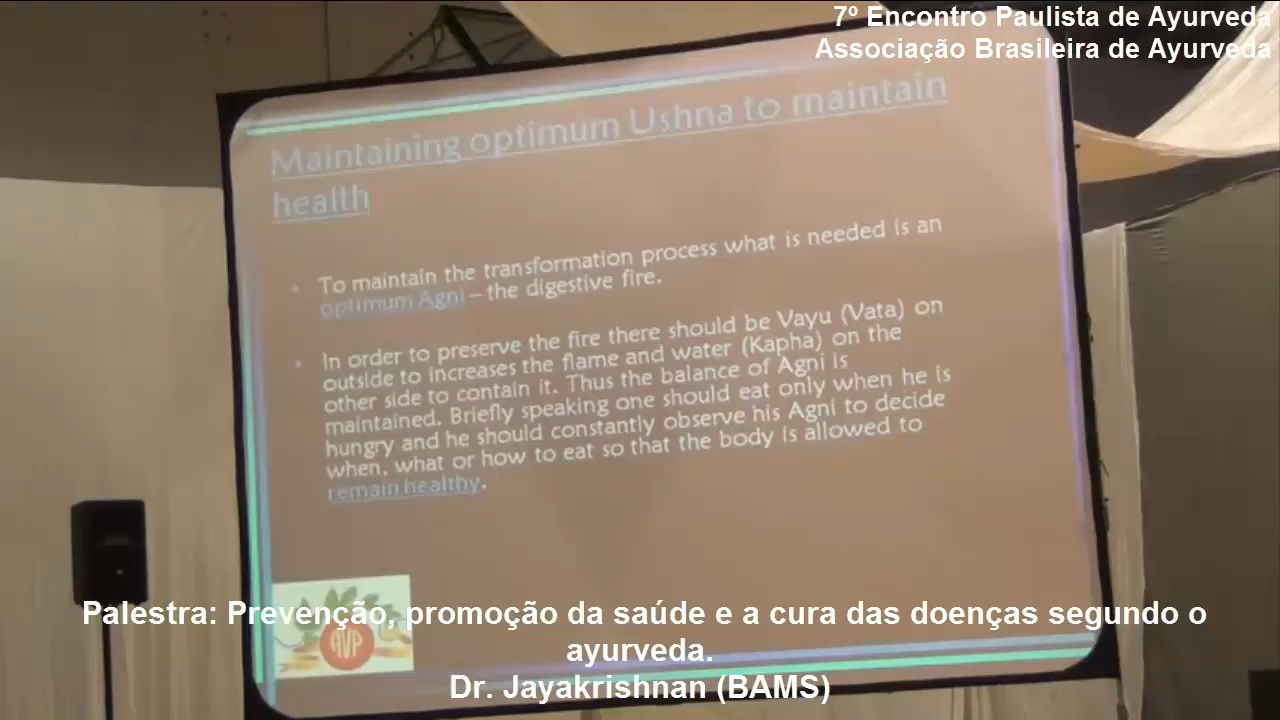 7º Encontro Paulista de Ayurveda
Associação Brasileira de Ayurveda
Maintaining optimum Ushna to maintain
health
• To maintain the transformation process what is needed is an
optimum Agni – the digestive fire.
• In order to preserve the fire there should be Vayu (Vata) on
outside to increases the flame and water (Kapha) on the
other side to contain it. Thus the balance of Agni is
maintained. Briefly speaking one should eat only when he is
hungry and he should constantly observe his Agni to decide
when, what or how to eat so that the body is allowed to
remain healthy.
AVP
Palestra: Prevenção, promoção da saúde e a cura das doenças segundo o
ayurveda.
Dr. Jayakrishnan (BAMS)